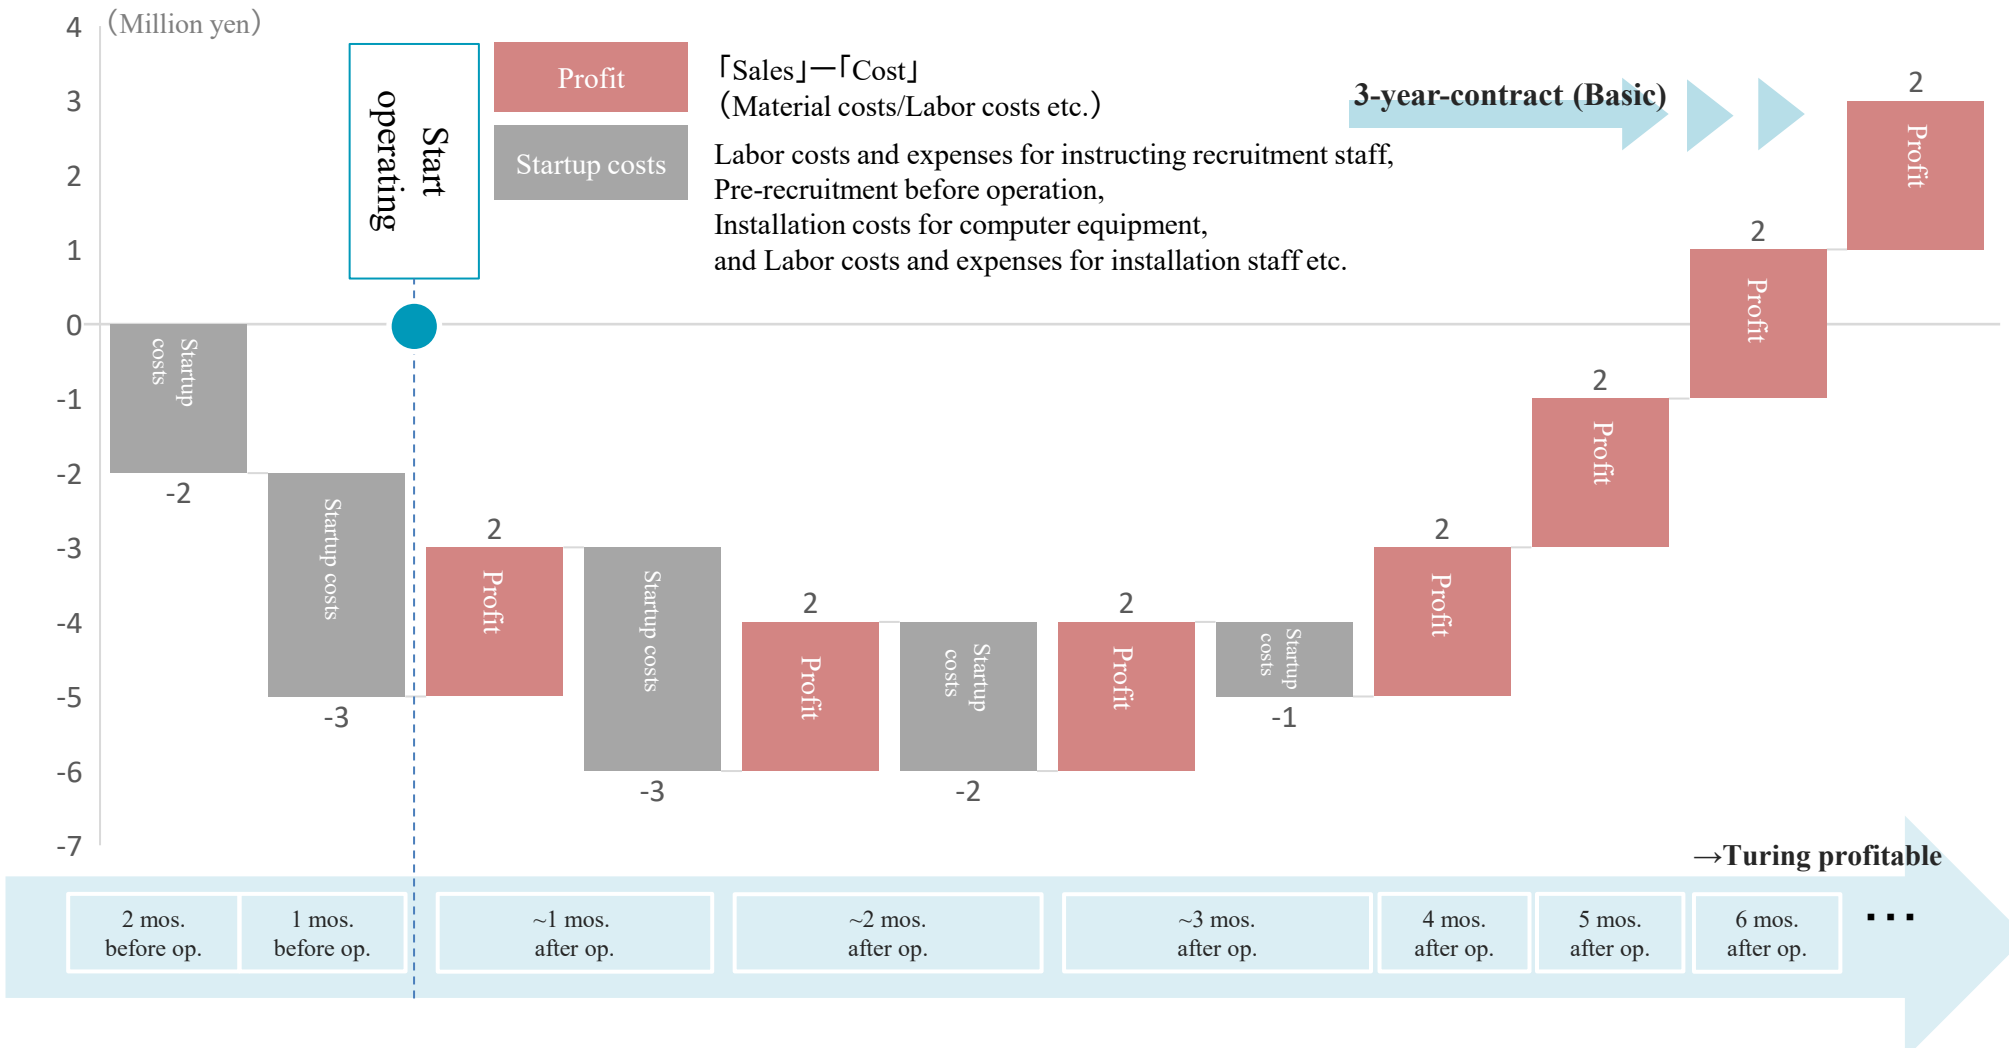 （Million yen）
4
3
2
1
0
-1
-2
-3
-4
-5
-6
-7
Start
operating
Profit
「Sales」ー「Cost」
（Material costs/Labor costs etc.）
Startup costs
Labor costs and expenses for instructing recruitment staff,
Pre-recruitment before operation,
Installation costs for computer equipment,
and Labor costs and expenses for installation staff etc.
3-year-contract (Basic)
Startup
costs
-2
Startup costs
-3
2
Profit
Startup costs
-3
2
Profit
Startup
costs
-2
2
Profit
Startup
costs
-1
2
Profit
2
Profit
2
Profit
2
Profit
→Turing profitable
2 mos.
before op.
1 mos.
before op.
~1 mos.
after op.
~2 mos.
after op.
~3 mos.
after op.
4 mos.
after op.
5 mos.
after op.
6 mos.
after op.
･･･